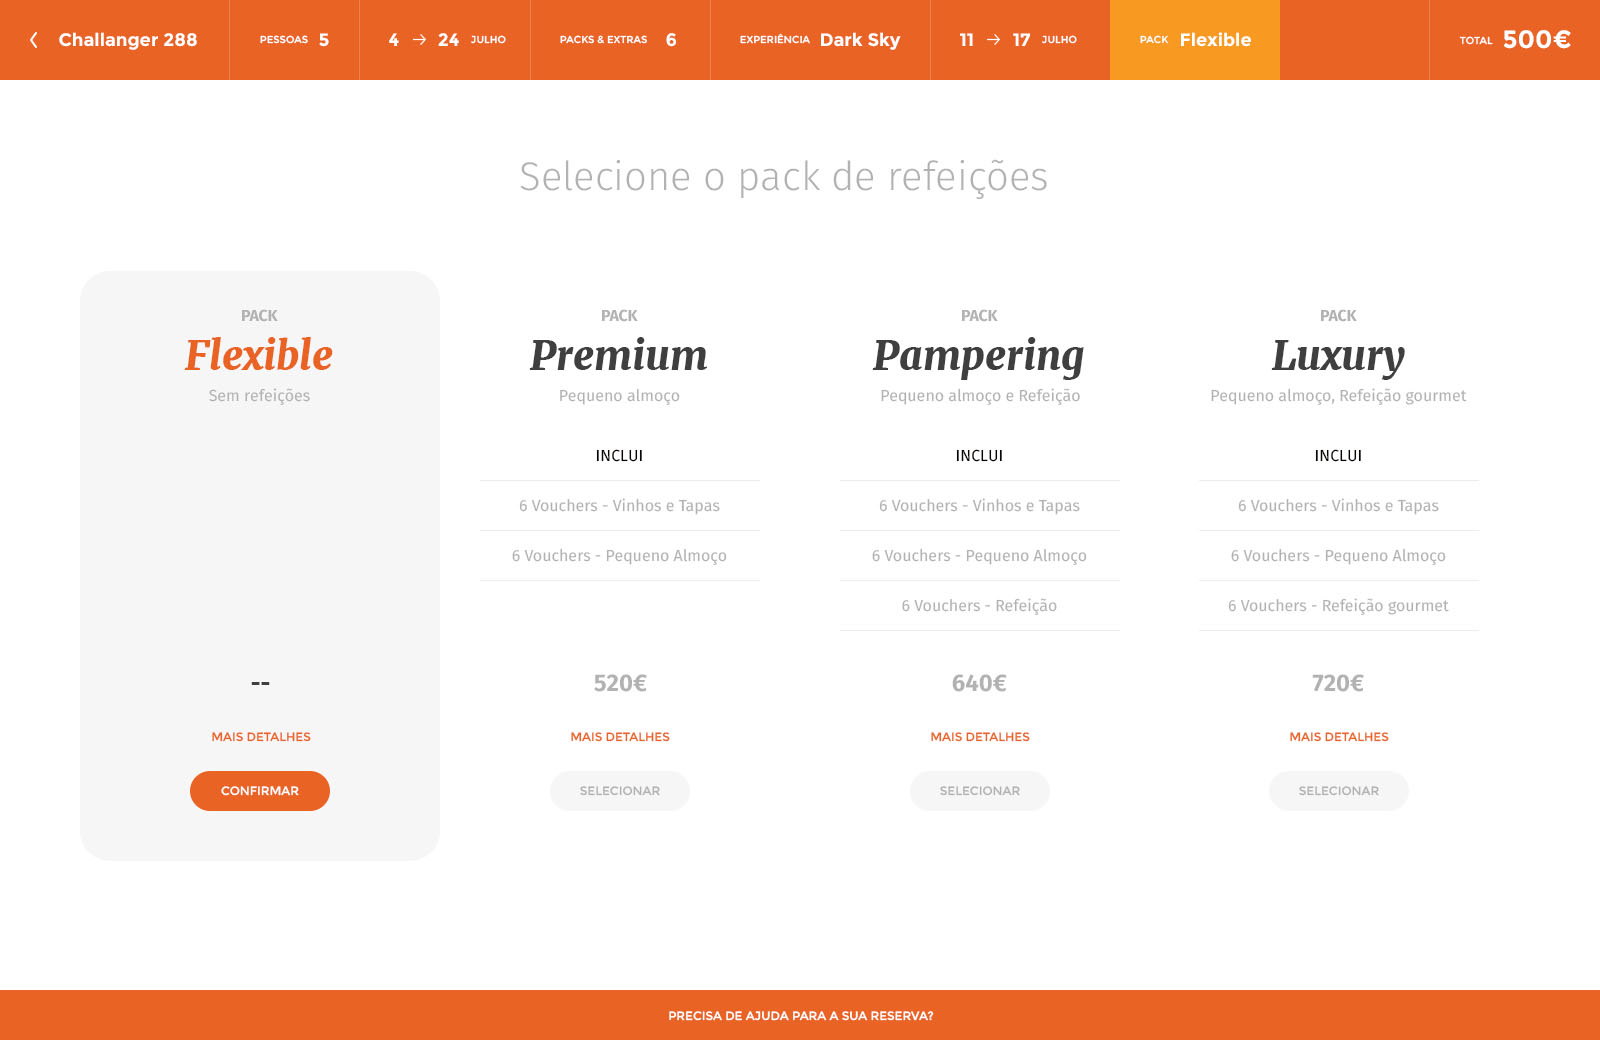 Challanger 288 PESSOAS 5 4 → 24 JULHO PACKS & EXTRAS 6 EXPERIÊNCIA Dark Sky 11 → 17 JULHO PACK Flexible TOTAL 500€
Selecione o pack de refeições
PACK
Flexible
Sem refeições
--
MAIS DETALHES
CONFIRMAR
PACK
Premium
Pequeno almoço
INCLUI
6 Vouchers - Vinhos e Tapas
6 Vouchers - Pequeno Almoço
520€
MAIS DETALHES
SELECIONAR
PACK
Pampering
Pequeno almoço e Refeição
INCLUI
6 Vouchers - Vinhos e Tapas
6 Vouchers - Pequeno Almoço
6 Vouchers - Refeição
640€
MAIS DETALHES
SELECIONAR
PACK
Luxury
Pequeno almoço, Refeição gourmet
INCLUI
6 Vouchers - Vinhos e Tapas
6 Vouchers - Pequeno Almoço
6 Vouchers - Refeição gourmet
720€
MAIS DETALHES
SELECIONAR
PRECISA DE AJUDA PARA A SUA RESERVA?